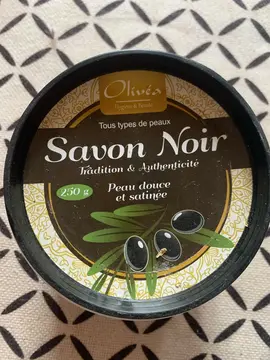 Olivéa
Tous types de peaux
Savon Noir
Tradition & Authenticité
250 g
Peau douce
et satinée